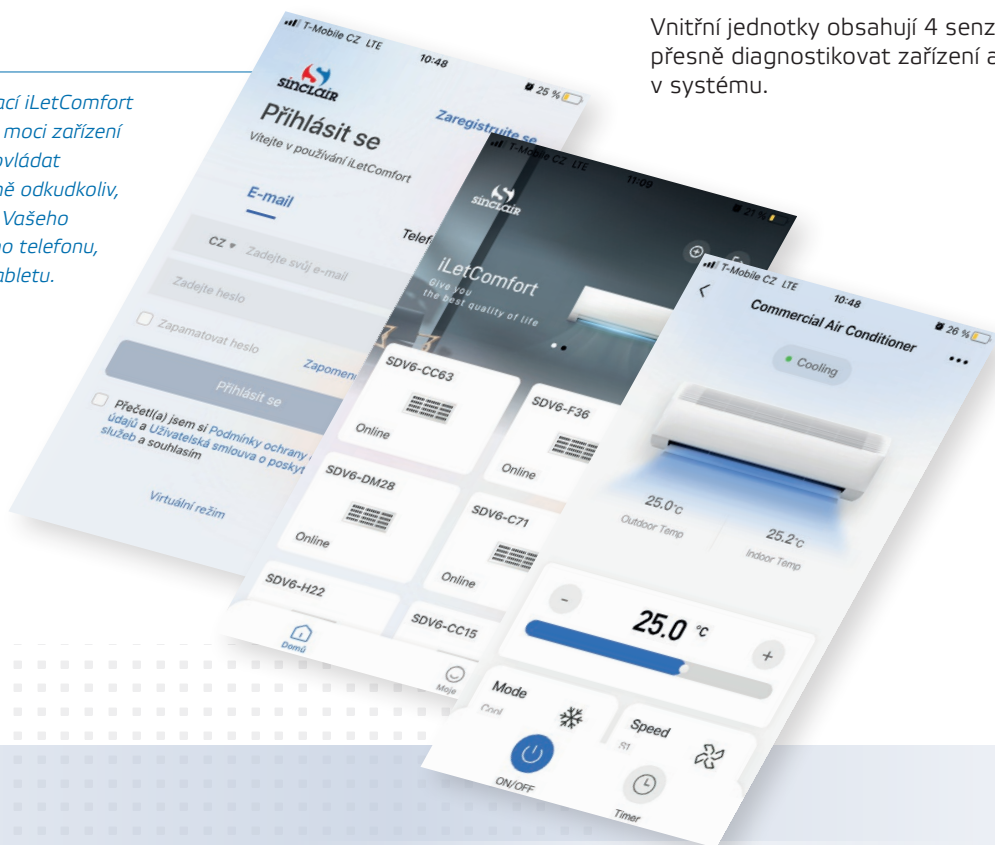 Vnitřní jednotky obsahují 4 senz
přesně diagnostikovat zařízení a
v systému.
ací iLetComfort
moci zařízení
ovládat
ně odkudkoliv,
Vašeho
o telefonu,
abletu.
T-Mobile CZ LTE
10:48
25 %
sinclair
Zaregistrujte se
Přihlásit se
Vítejte v používání iLetComfort
E-mail
Telef
CZ
Zadejte svůj e-mail
Zadejte heslo
Zapamatovat heslo
Zapomen
Přihlásit se
Přečetl(a) jsem si Podmínky ochrany
údajů a Uživatelská smlouva o poskyt
služeb a souhlasím
Virtuální režim
T-Mobile CZ LTE
11:09
21 %
sinclair
iLetComfort
Give you
the best quality of life
SDV6-CC63
Online
SDV6-F36
Online
SDV6-DM28
Online
SDV6-C71
Online
SDV6-H22
SDV6-CC15
Domů
Moje
T-Mobile CZ LTE
10:48
26 %
Commercial Air Conditioner
Cooling
25.0°C
Outdoor Temp
25.2°C
Indoor Temp
-
25.0 °C
+
Mode
Cool
Speed
S1
ON/OFF
Timer